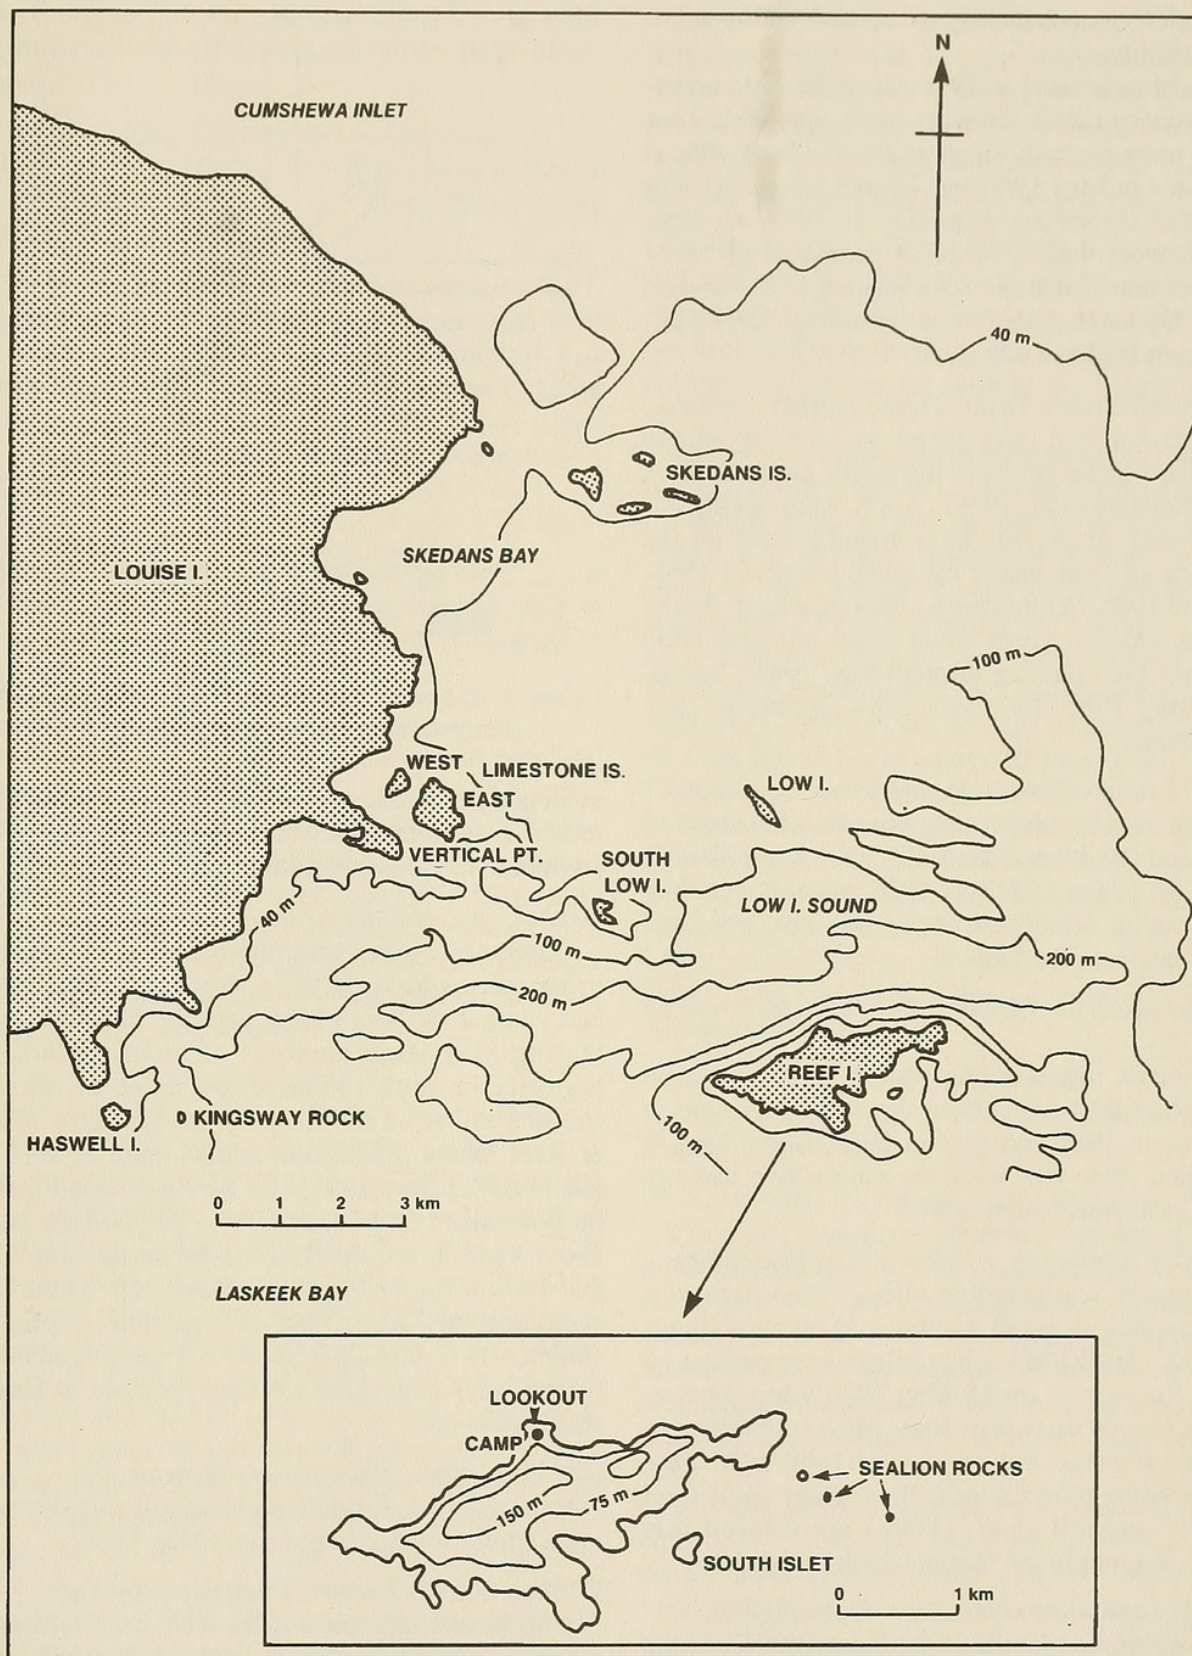 N
CUMSHEWA INLET
40 m
SKEDANS IS.
SKEDANS BAY
LOUISE I.
100 m
WEST
LIMESTONE IS.
EAST
LOW I.
VERTICAL PT.
SOUTH
LOW I.
LOW I. SOUND
40 m
100 m
200 m
200 m
REEF I.
KINGSWAY ROCK
100 m
HASWELL I.
0 1 2 3 km
LASKEEK BAY
LOOKOUT
CAMP
SEALION ROCKS
150 m
75 m
SOUTH ISLET
0 1 km